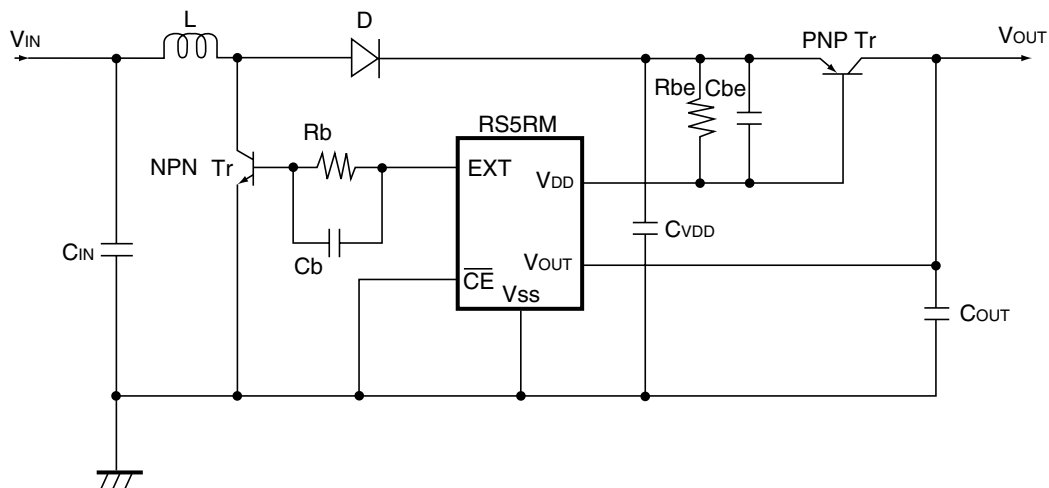 L
D
VIN
PNP Tr
VOUT
Rbe
Cbe
RS5RM
Rb
EXT
NPN Tr
VDD
CIN
Cb
CVDD
VOUT
CE
Vss
COUT